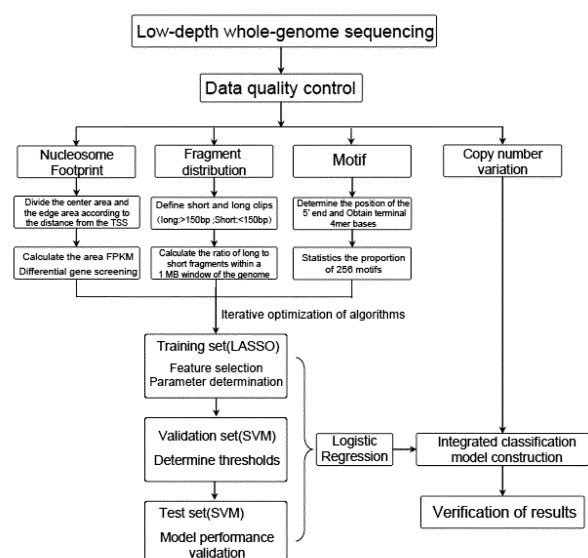 Low-depth whole-genome sequencing
Data quality control
Nucleosome
Footprint
Fragment
distribution
Motif
Copy number
variation
Divide the center area and
the edge area according to
the distance from the TSS
Define short and long clips
(long:>150bp ;Short:<150bp)
Determine the position of the
5' end and Obtain terminal
4mer bases
Calculate the area FPKM
Differential gene screening
Calculate the ratio of long to
short fragments within a
1 MB window of the genome
Statistics the proportion
of 256 motifs
Iterative optimization of algorithms
Training set(LASSO)
Feature selection
Parameter determination
Validation set(SVM)
Determine thresholds
Test set(SVM)
Model performance
validation
Logistic
Regression
Integrated classification
model construction
Verification of results